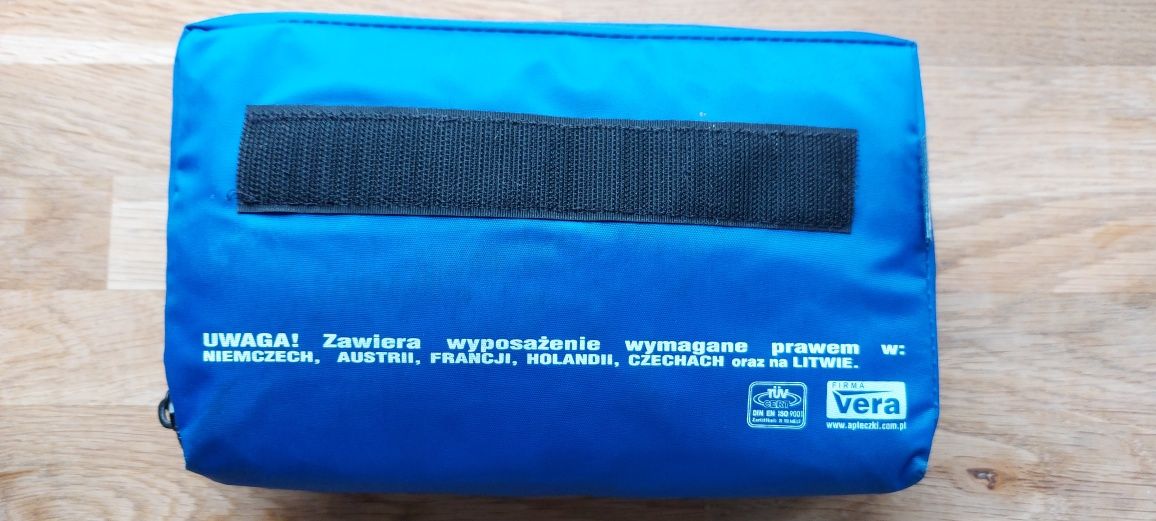 UWAGA! Zawiera wyposażenie wymagane prawem w:
NIEMCZECH, AUSTRII, FRANCJI, HOLANDII, CZECHACH oraz na LITWIE.
TÜV
CERT
DIN EN ISO 9001
FIRMA
vera
www.apteczki.com.pl